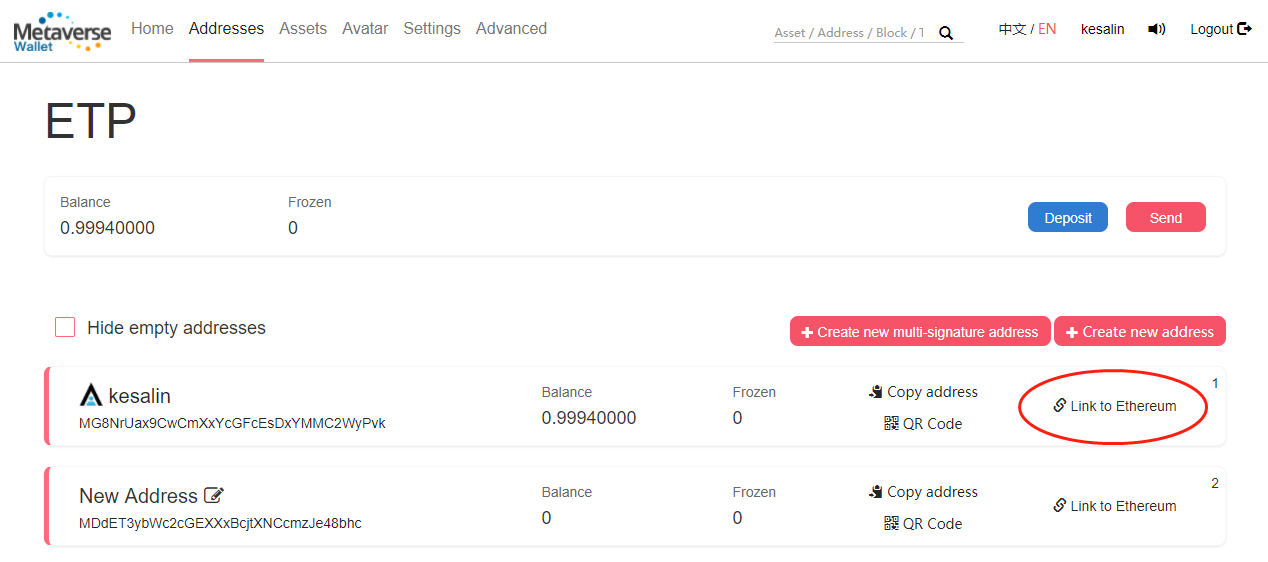 Metaverse Wallet
Home Addresses Assets Avatar Settings Advanced
Asset / Address / Block / T
中文 / EN kesalin Logout
ETP
Balance Frozen
0.99940000 0
Deposit Send
Hide empty addresses
Create new multi-signature address Create new address
1
kesalin
MG8NrUax9CwCmXxYcGFcEsDxYMMC2WyPvk
Balance Frozen
0.99940000 0
Copy address
QR Code
Link to Ethereum
2
New Address
MDdET3ybWc2cGEXXxBcjtXNCcmzJe48bhc
Balance Frozen
0 0
Copy address
QR Code
Link to Ethereum